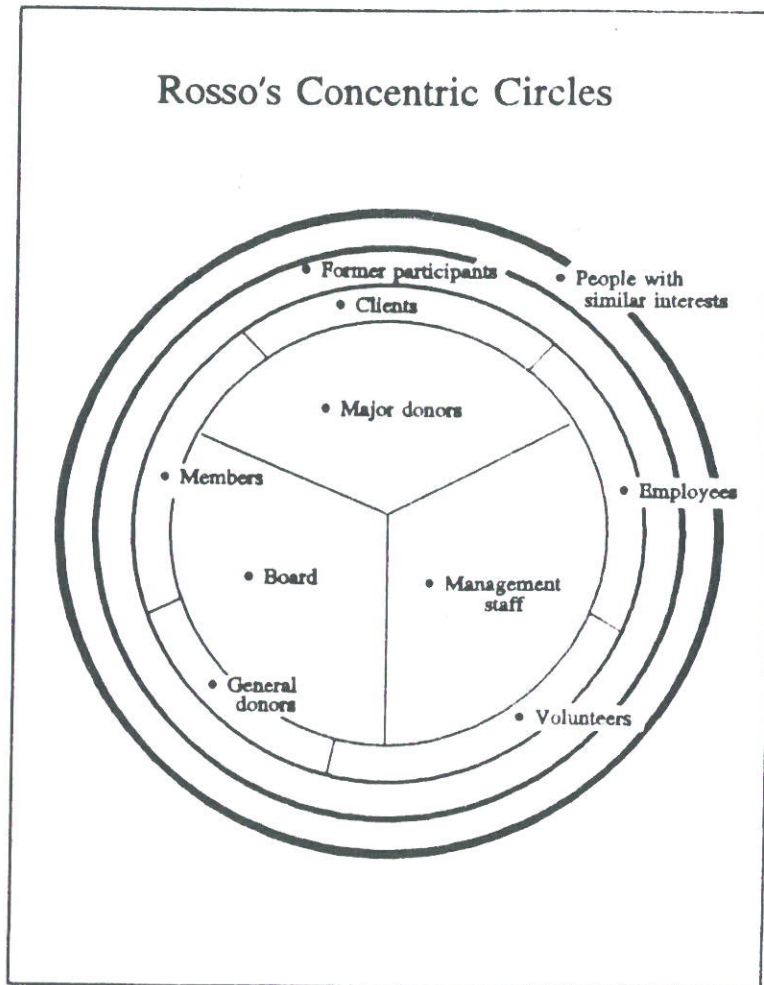 Rosso's Concentric Circles
• Former participants
• People with
similar interests
• Clients
• Major donors
• Members
• Employees
• Board
• Management
staff
• General
donors
• Volunteers